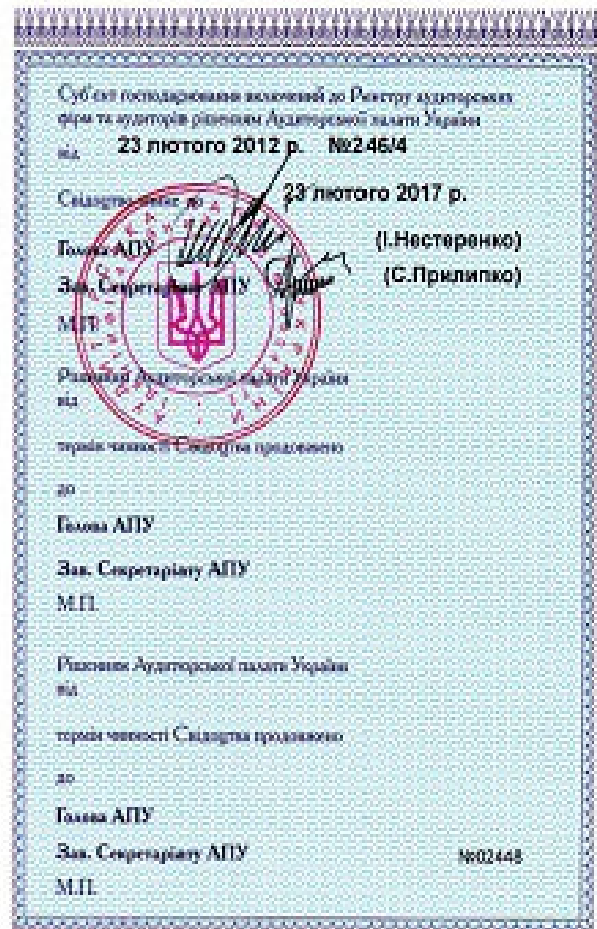 Суб'єкт господарювання включений до Реєстру аудиторських
фірм та аудиторів рішенням Аудиторської палати України
від 23 лютого 2012 р. №246/4
Свідоцтво чинне до 23 лютого 2017 р.
Голова АПУ (І.Нестеренко)
Зав. Секретаріату АПУ (С.Прилипко)
М.П.
Рішенням Аудиторської палати України
від
термін чинності Свідоцтва продовжено
до
Голова АПУ
Зав. Секретаріату АПУ
М.П.
Рішенням Аудиторської палати України
від
термін чинності Свідоцтва продовжено
до
Голова АПУ
Зав. Секретаріату АПУ
М.П.
№02448